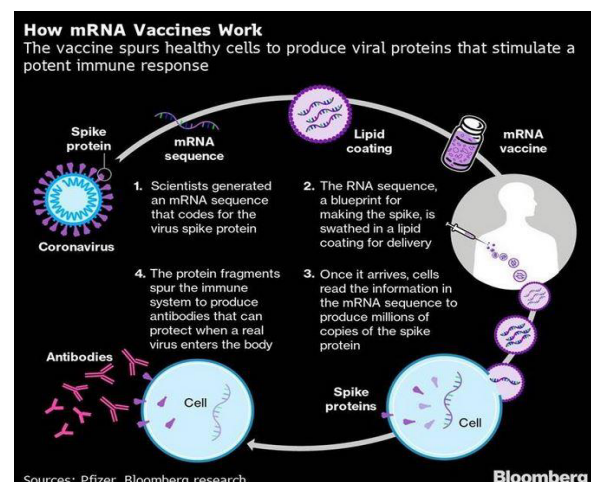 How mRNA Vaccines Work
The vaccine spurs healthy cells to produce viral proteins that stimulate a
potent immune response
Spike
protein
mRNA
sequence
Lipid
coating
mRNA
vaccine
Coronavirus
1. Scientists generated
an mRNA sequence
that codes for the
virus spike protein
2. The RNA sequence,
a blueprint for
making the spike, is
swathed in a lipid
coating for delivery
4. The protein fragments
spur the immune
system to produce
antibodies that can
protect when a real
virus enters the body
3. Once it arrives, cells
read the information in
the mRNA sequence to
produce millions of
copies of the spike
protein
Antibodies
Cell
Spike
proteins
Cell
Sources: Pfizer, Bloomberg research
Bloomberg